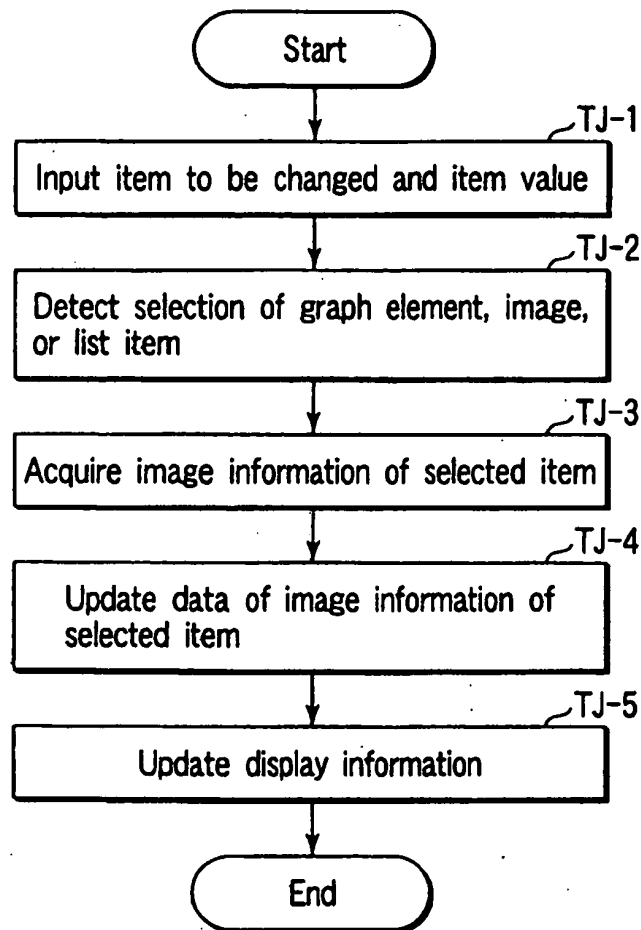 Start
TJ-1
Input item to be changed and item value
TJ-2
Detect selection of graph element, image,
or list item
TJ-3
Acquire image information of selected item
TJ-4
Update data of image information of
selected item
TJ-5
Update display information
End